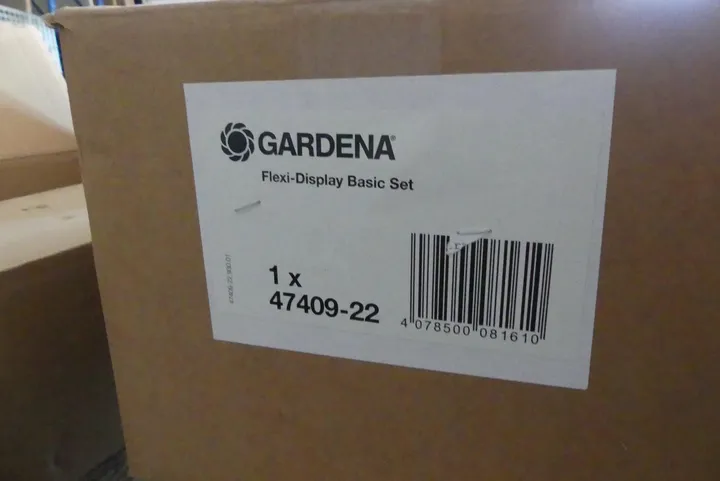 GARDENA®
Flexi-Display Basic Set
1 x
47409-22
4 078500 081610